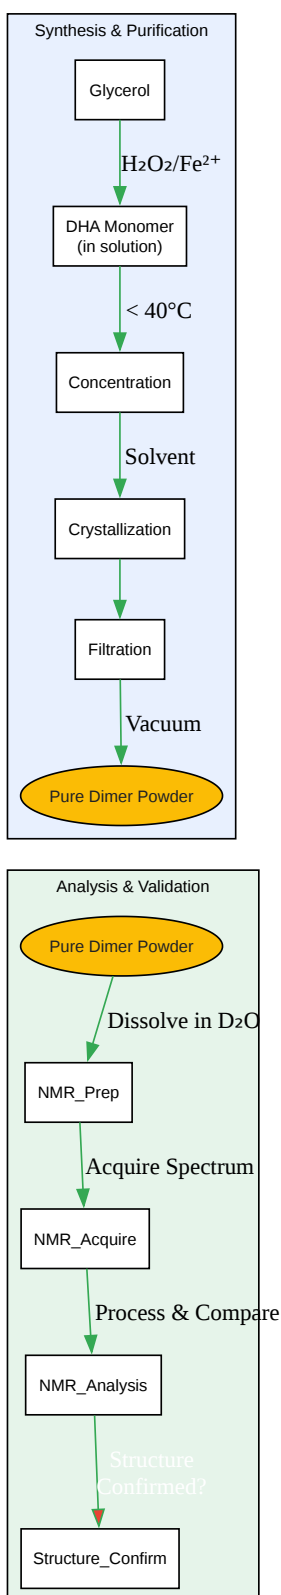 Synthesis & Purification
Glycerol
H₂O₂/Fe²⁺
DHA Monomer
(in solution)
< 40°C
Concentration
Solvent
Crystallization
Filtration
Vacuum
Pure Dimer Powder
Analysis & Validation
Pure Dimer Powder
Dissolve in D₂O
NMR_Prep
Acquire Spectrum
NMR_Acquire
Process & Compare
NMR_Analysis
Structure
Confirmed?
Structure_Confirm